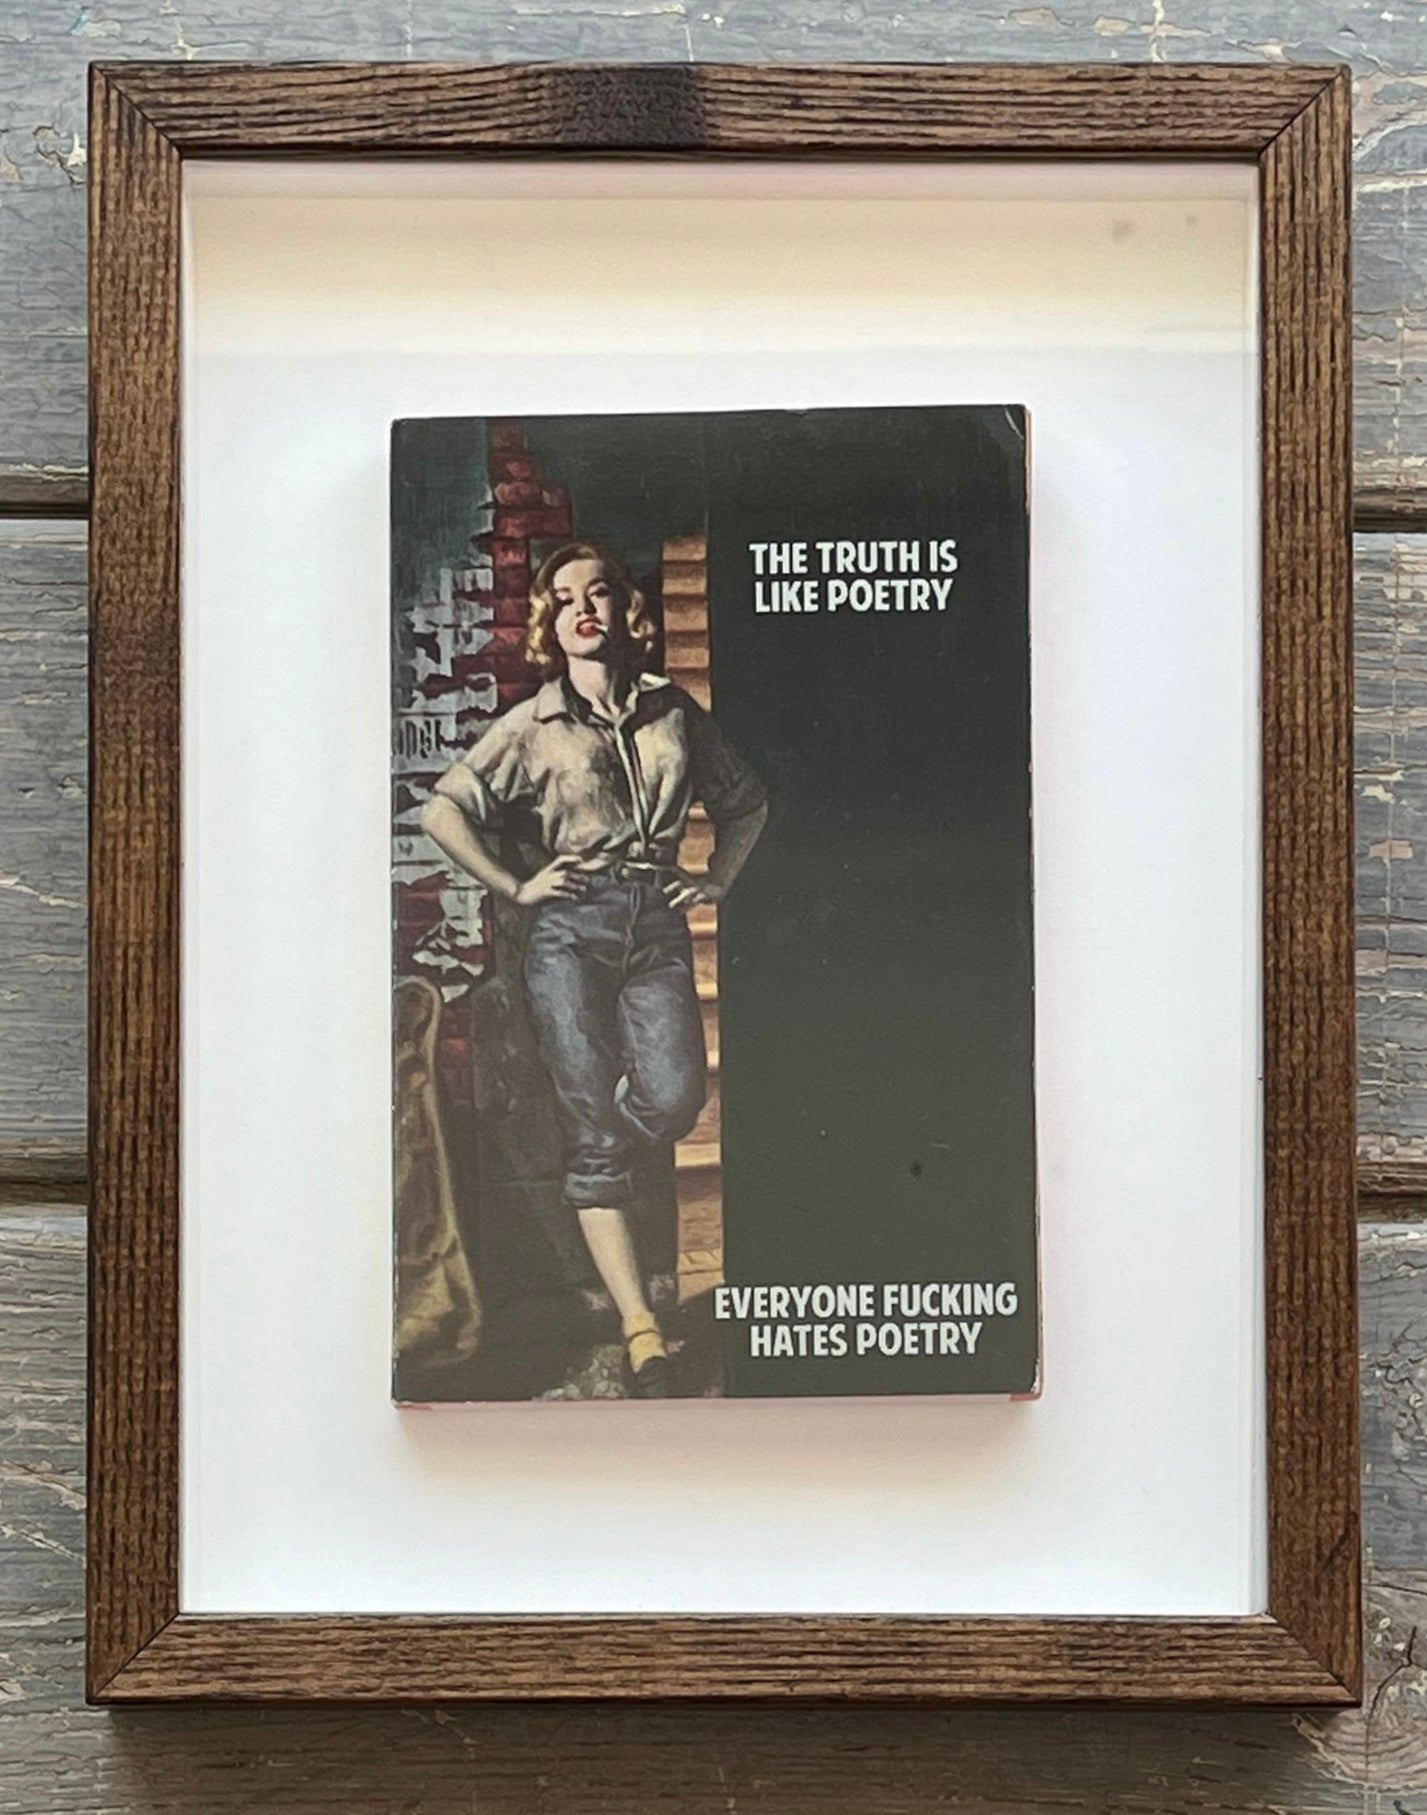 THE TRUTH IS
LIKE POETRY
EVERYONE FUCKING
HATES POETRY